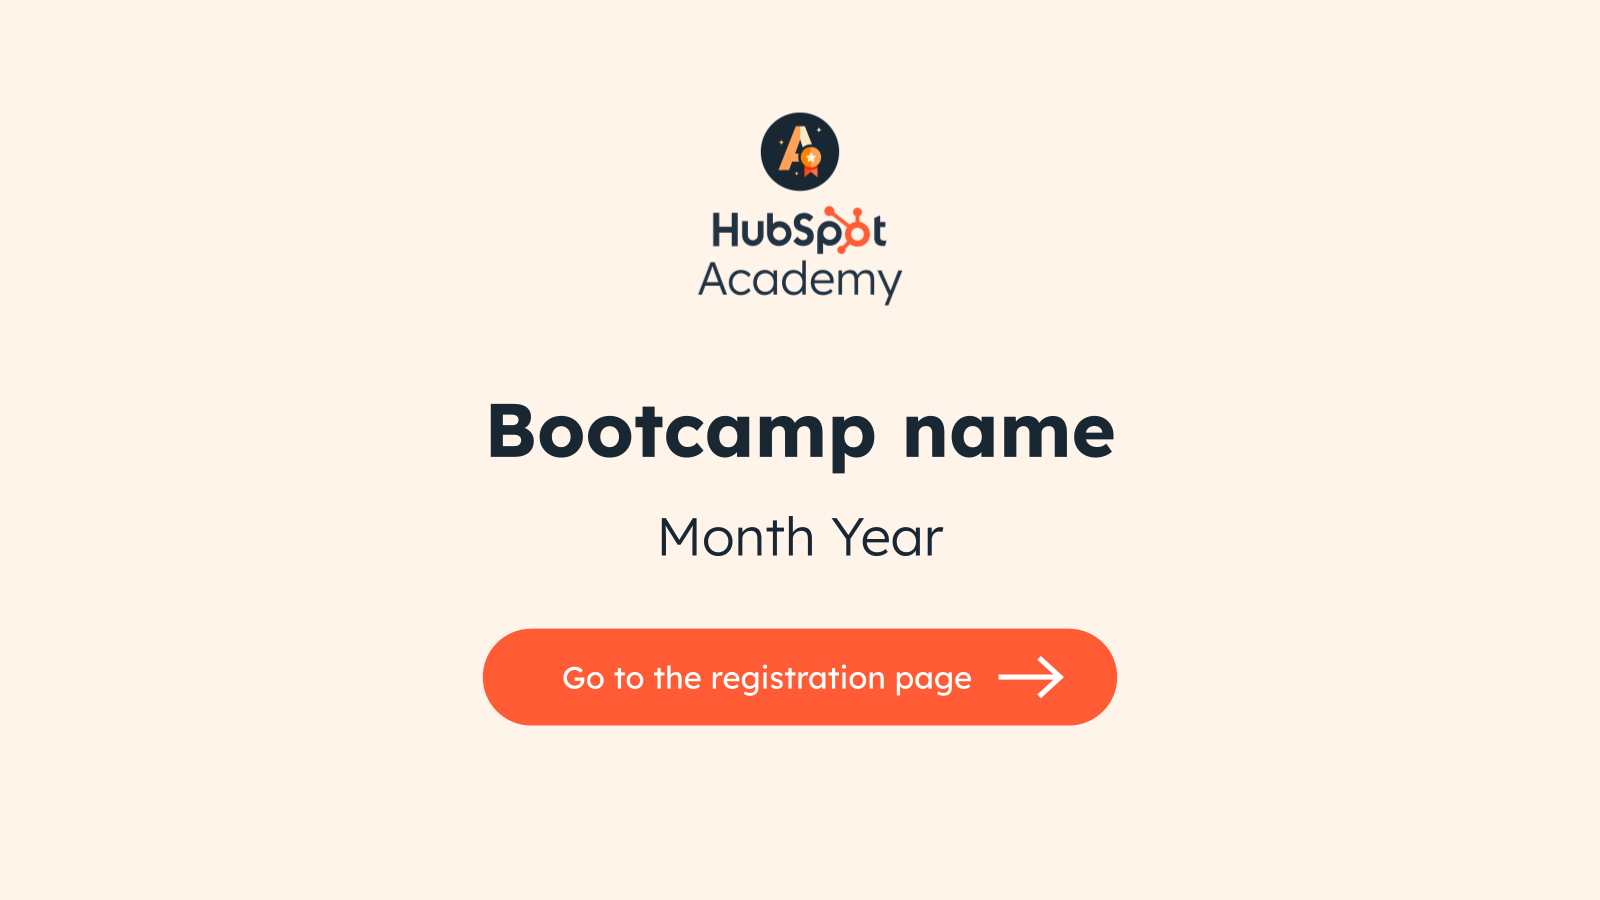 HubSpot
Academy
Bootcamp name
Month Year
Go to the registration page